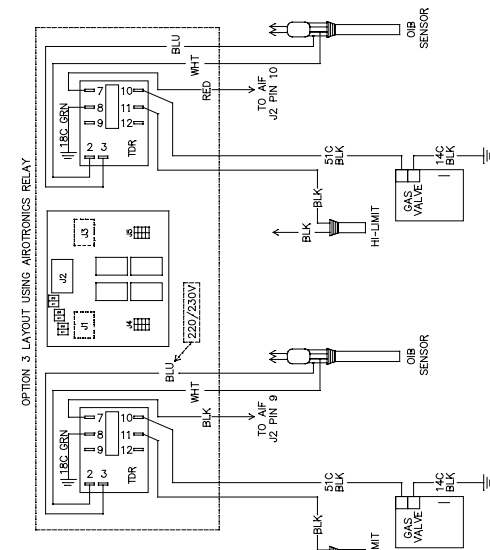 OPTION 3 LAYOUT USING AIROTRONICS RELAY
BLU
WHT
RED
TO AIF
J2 PIN 10
OIB
SENSOR
18C GRN
7
8
9
10
11
12
2 3
TDR
51C
BLK
14C
BLK
GAS
VALVE
BLK
BLK
HI-LIMIT
J3
J5
J2
J1
J4
220/230V
BLU
WHT
BLK
TO AIF
J2 PIN 9
OIB
SENSOR
18C GRN
7
8
9
10
11
12
2 3
TDR
51C
BLK
14C
BLK
GAS
VALVE
BLK
MIT